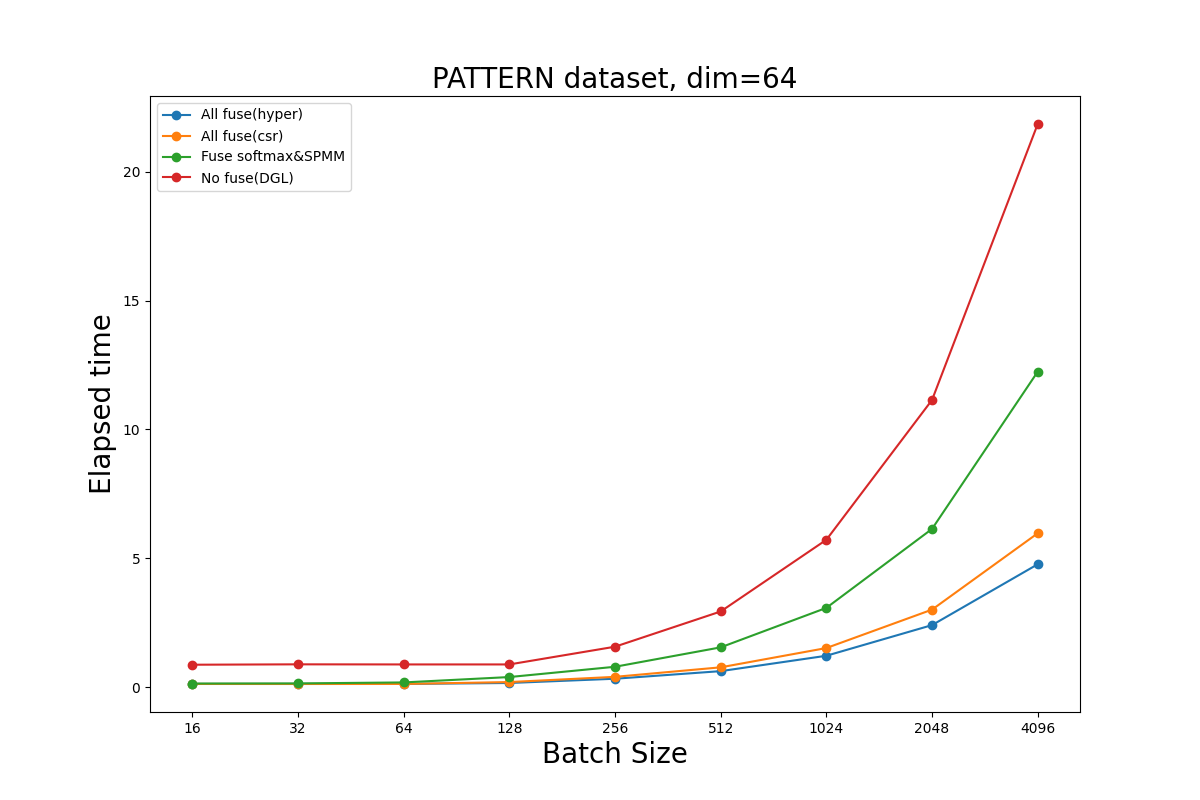 PATTERN dataset, dim=64
All fuse(hyper)
All fuse(csr)
Fuse softmax&SPMM
No fuse(DGL)
Elapsed time
20
15
10
5
0
16 32 64 128 256 512 1024 2048 4096
Batch Size